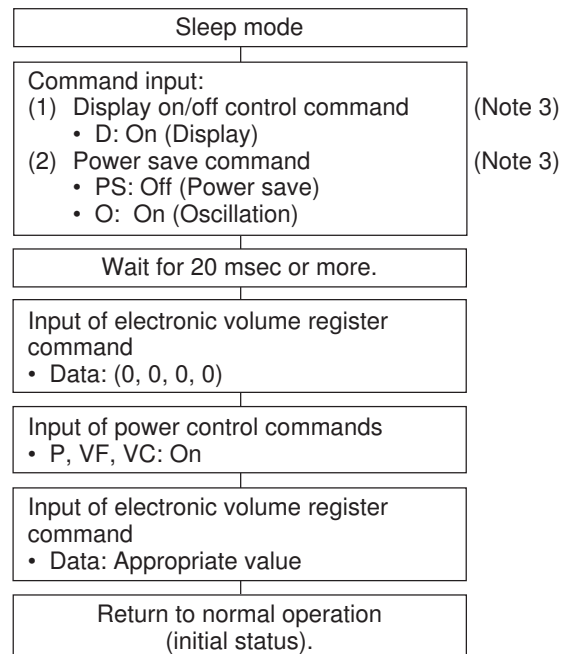 Sleep mode
Command input:
(1) Display on/off control command (Note 3)
• D: On (Display)
(2) Power save command (Note 3)
• PS: Off (Power save)
• O: On (Oscillation)
Wait for 20 msec or more.
Input of electronic volume register
command
• Data: (0, 0, 0, 0)
Input of power control commands
• P, VF, VC: On
Input of electronic volume register
command
• Data: Appropriate value
Return to normal operation
(initial status).